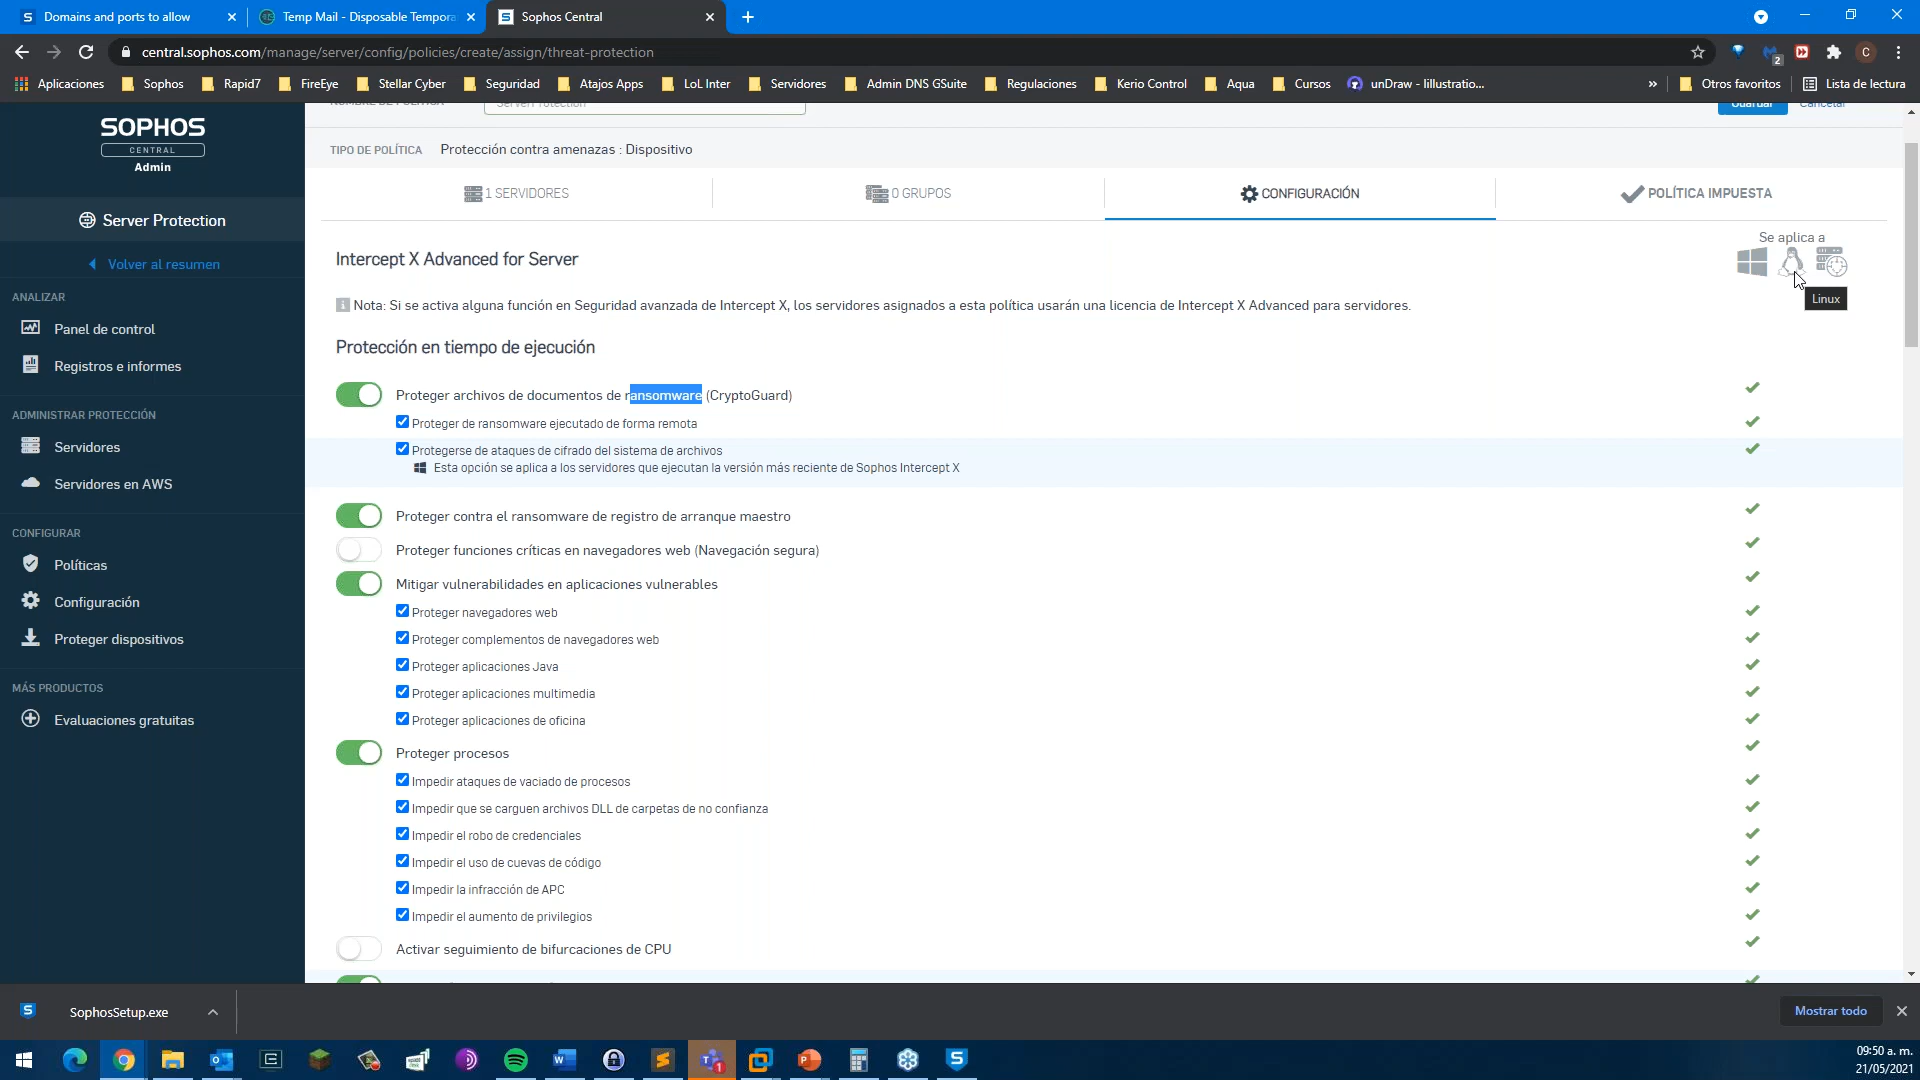 Domains and ports to allow
Temp Mail - Disposable Tempora
Sophos Central
central.sophos.com/manage/server/config/policies/create/assign/threat-protection
2
C
Aplicaciones
Sophos
Rapid7
FireEye
Stellar Cyber
Seguridad
Atajos Apps
LoL Inter
Servidores
Admin DNS GSuite
Regulaciones
Kerio Control
Aqua
Cursos
unDraw - Iillustratio...
»
Otros favoritos
Lista de lectura
SOPHOS
CENTRAL
Admin
Server Protection
Volver al resumen
ANALIZAR
Panel de control
Registros e informes
ADMINISTRAR PROTECCIÓN
Servidores
Servidores en AWS
CONFIGURAR
Políticas
Configuración
Proteger dispositivos
MÁS PRODUCTOS
Evaluaciones gratuitas
NOMBRE DE POLÍTICA
ServerProtection
Guardar
Cancelar
TIPO DE POLÍTICA
Protección contra amenazas : Dispositivo
1 SERVIDORES
0 GRUPOS
CONFIGURACIÓN
POLÍTICA IMPUESTA
Se aplica a
Linux
Intercept X Advanced for Server
Nota: Si se activa alguna función en Seguridad avanzada de Intercept X, los servidores asignados a esta política usarán una licencia de Intercept X Advanced para servidores.
Protección en tiempo de ejecución
Proteger archivos de documentos de ransomware (CryptoGuard)
Proteger de ransomware ejecutado de forma remota
Protegerse de ataques de cifrado del sistema de archivos
Esta opción se aplica a los servidores que ejecutan la versión más reciente de Sophos Intercept X
Proteger contra el ransomware de registro de arranque maestro
Proteger funciones críticas en navegadores web (Navegación segura)
Mitigar vulnerabilidades en aplicaciones vulnerables
Proteger navegadores web
Proteger complementos de navegadores web
Proteger aplicaciones Java
Proteger aplicaciones multimedia
Proteger aplicaciones de oficina
Proteger procesos
Impedir ataques de vaciado de procesos
Impedir que se carguen archivos DLL de carpetas de no confianza
Impedir el robo de credenciales
Impedir el uso de cuevas de código
Impedir la infracción de APC
Impedir el aumento de privilegios
Activar seguimiento de bifurcaciones de CPU
SophosSetup.exe
Mostrar todo
09:50 a. m.
21/05/2021